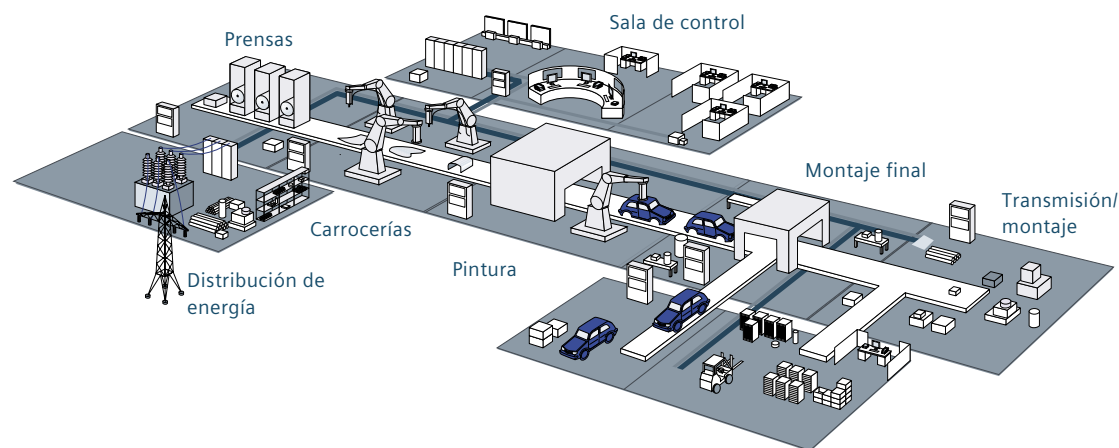 Sala de control
Prensas
Montaje final
Transmisión/
montaje
Carrocerías
Pintura
Distribución de
energía